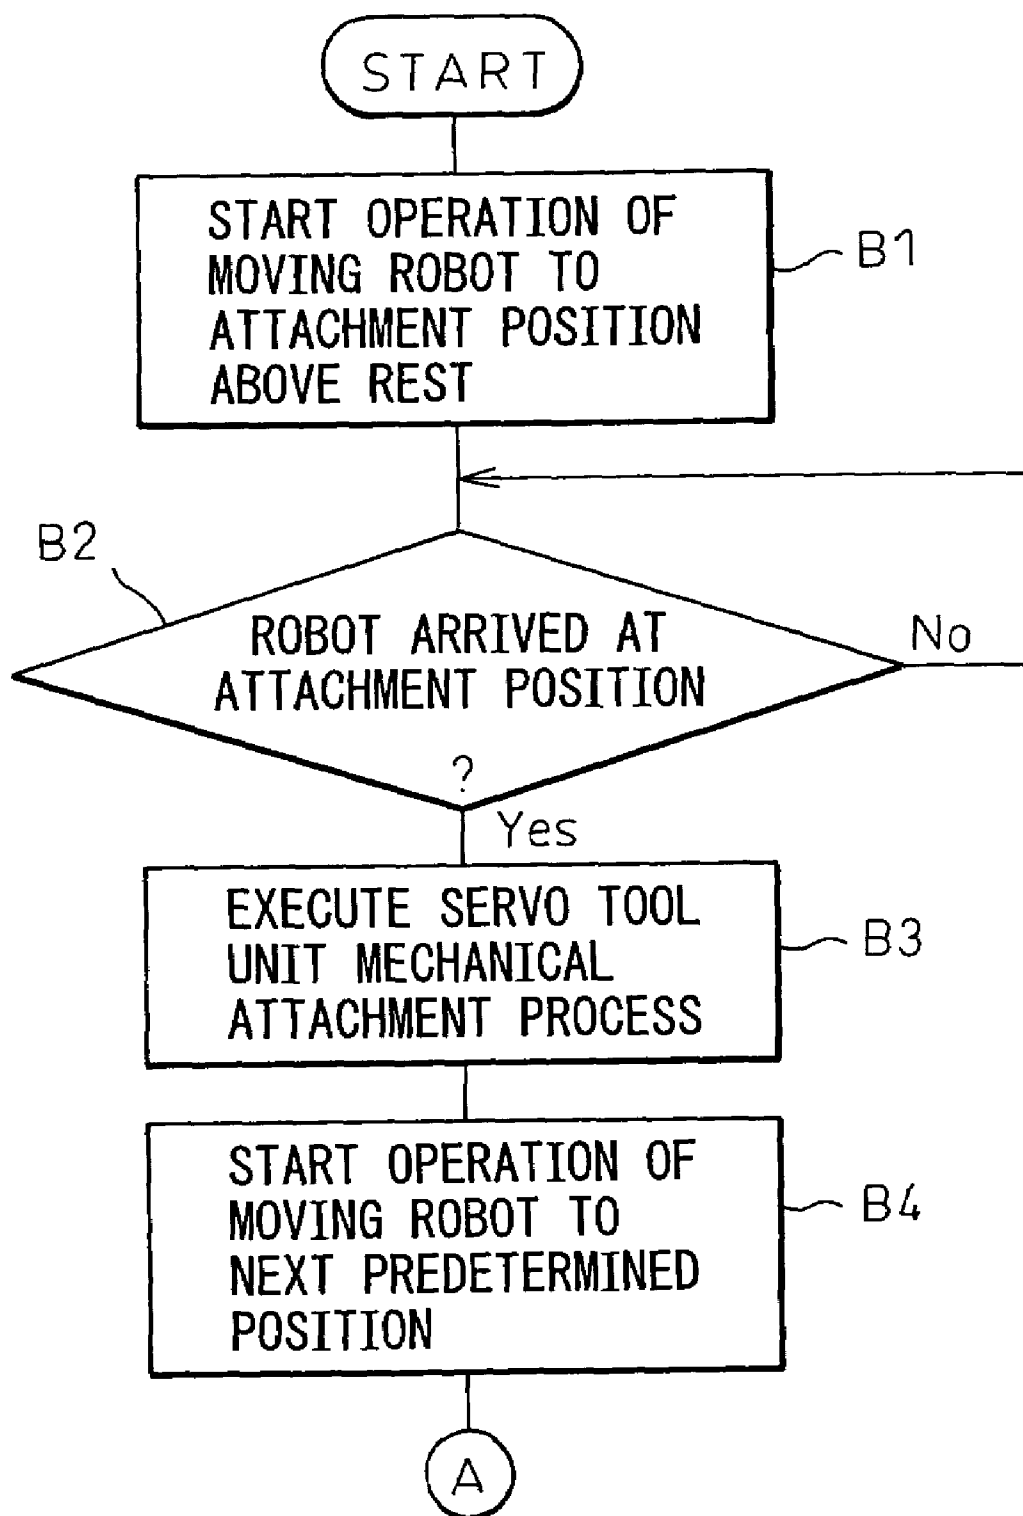 START
START OPERATION OF
MOVING ROBOT TO
ATTACHMENT POSITION
ABOVE REST
B1
B2
ROBOT ARRIVED AT
ATTACHMENT POSITION
?
No
Yes
EXECUTE SERVO TOOL
UNIT MECHANICAL
ATTACHMENT PROCESS
B3
START OPERATION OF
MOVING ROBOT TO
NEXT PREDETERMINED
POSITION
B4
A